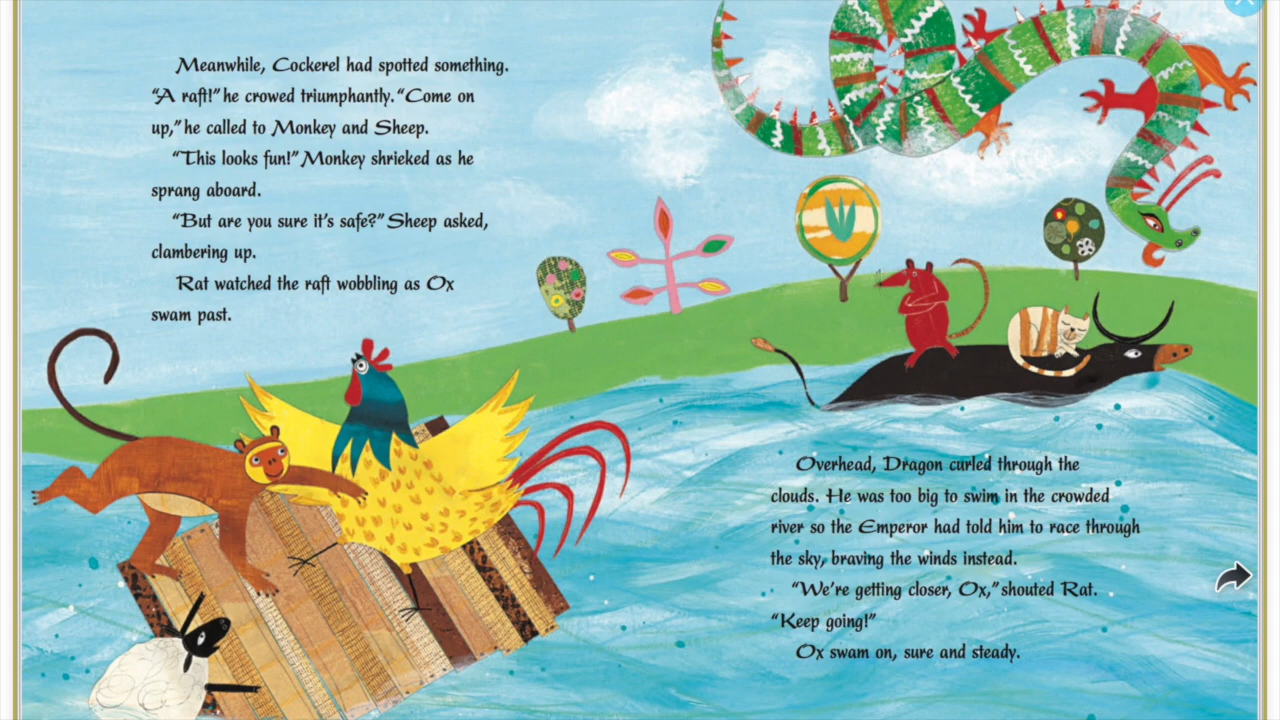 Meanwhile, Cockerel had spotted something.
“A raft!” he crowed triumphantly. “Come on
up,” he called to Monkey and Sheep.
“This looks fun!” Monkey shrieked as he
sprang aboard.
“But are you sure it’s safe?” Sheep asked,
clambering up.
Rat watched the raft wobbling as Ox
swam past.
Overhead, Dragon curled through the
clouds. He was too big to swim in the crowded
river so the Emperor had told him to race through
the sky, braving the winds instead.
“We’re getting closer, Ox,” shouted Rat.
“Keep going!”
Ox swam on, sure and steady.